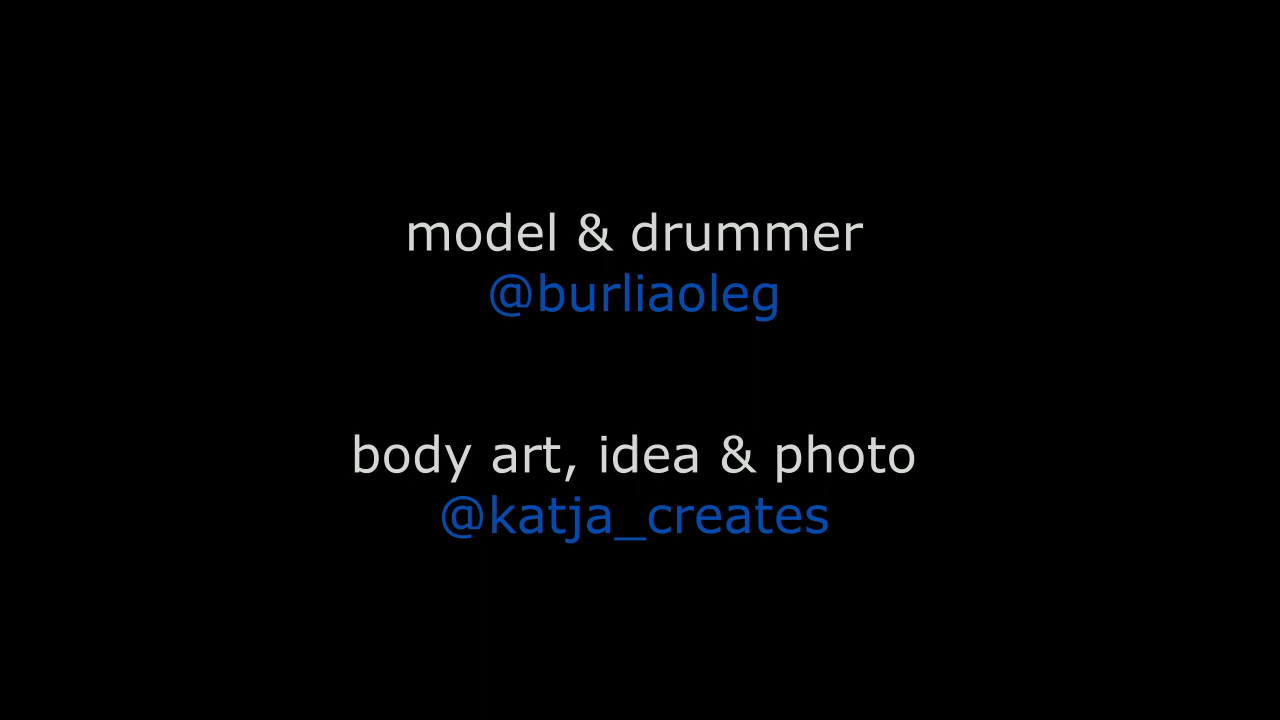 model & drummer
@burliaoleg
body art, idea & photo
@katja_creates